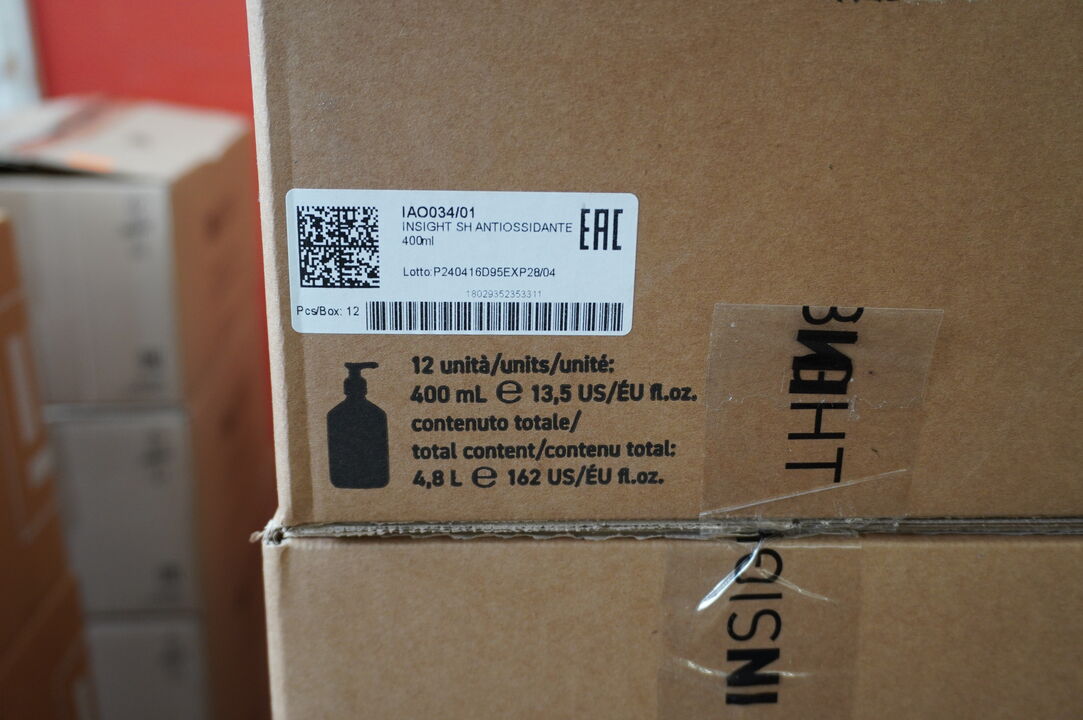 IAO034/01
INSIGHT SH ANTIOSSIDANTE
400ml
EAC
Lotto:P240416D95EXP28/04
18029352353311
Pcs/Box: 12
12 unità/units/unité:
400 mL e 13,5 US/ÉU fl.oz.
contenuto totale/
total content/contenu total:
4,8 L e 162 US/ÉU fl.oz.